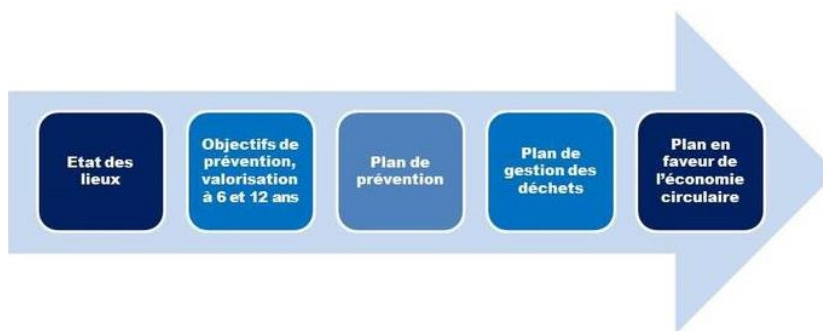 Etat des
lieux
Objectifs de
prévention,
valorisation
à 6 et 12 ans
Plan de
prévention
Plan de
gestion des
déchets
Plan en
faveur de
l'économie
circulaire